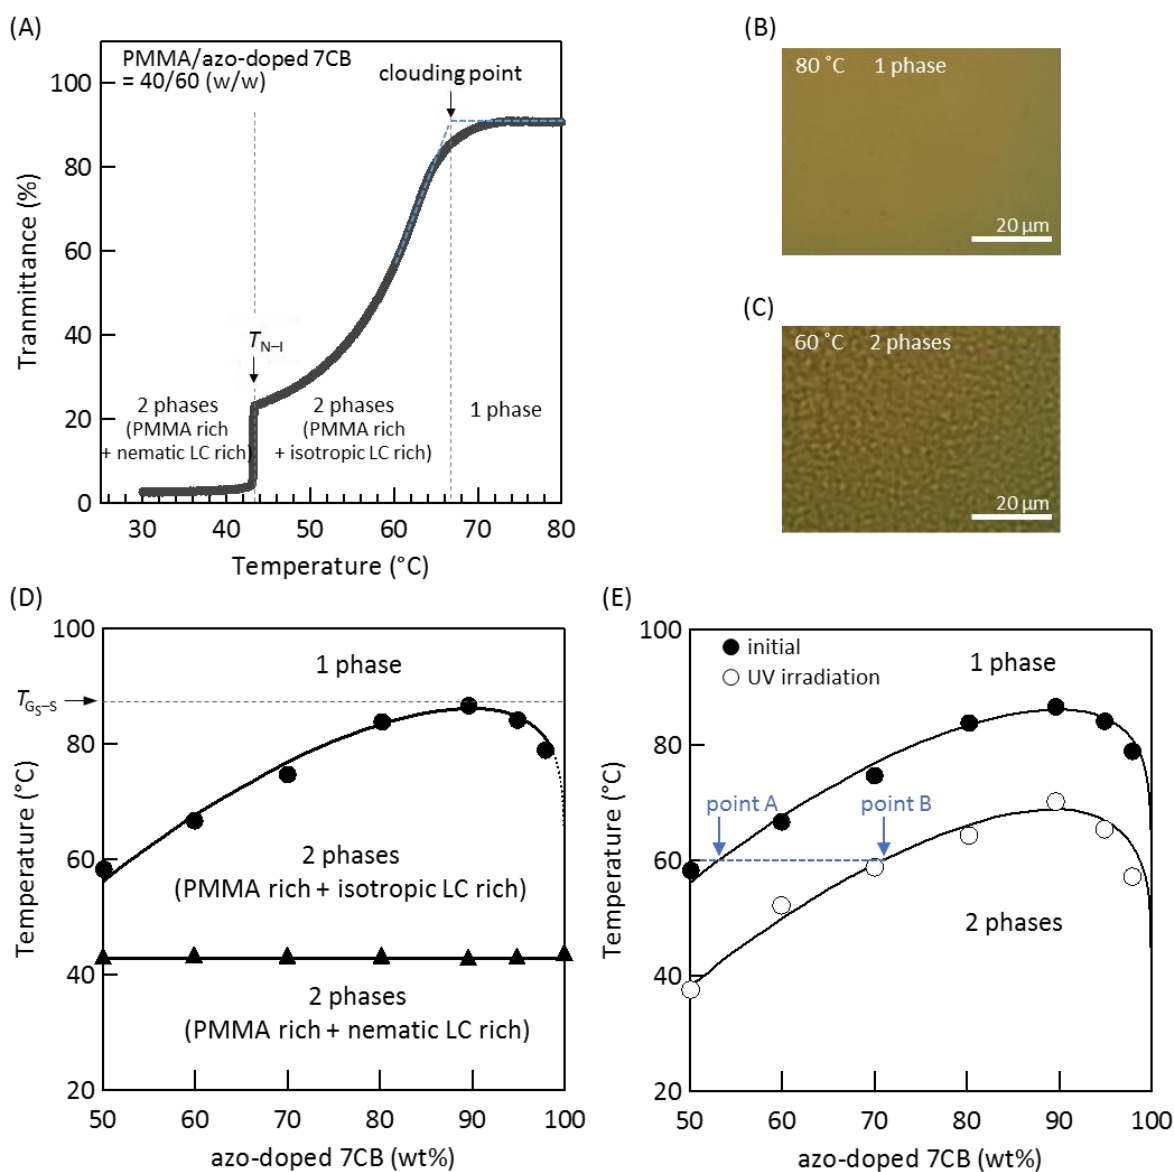 (A)
PMMA/azo-doped 7CB
= 40/60 (w/w)
clouding point
T N–I
2 phases
(PMMA rich
+ nematic LC rich)
2 phases
(PMMA rich
+ isotropic LC rich)
1 phase
Tranmittance (%)
100
80
60
40
20
0
30 40 50 60 70 80
Temperature (°C)
(B)
80 ˚C 1 phase
20 µm
(C)
60 ˚C 2 phases
20 µm
(D)
100
80
60
40
20
Temperature (°C)
T GS–S
1 phase
2 phases
(PMMA rich + isotropic LC rich)
2 phases
(PMMA rich + nematic LC rich)
50 60 70 80 90 100
azo-doped 7CB (wt%)
(E)
100
80
60
40
20
Temperature (°C)
initial
UV irradiation
1 phase
point A
point B
2 phases
50 60 70 80 90 100
azo-doped 7CB (wt%)